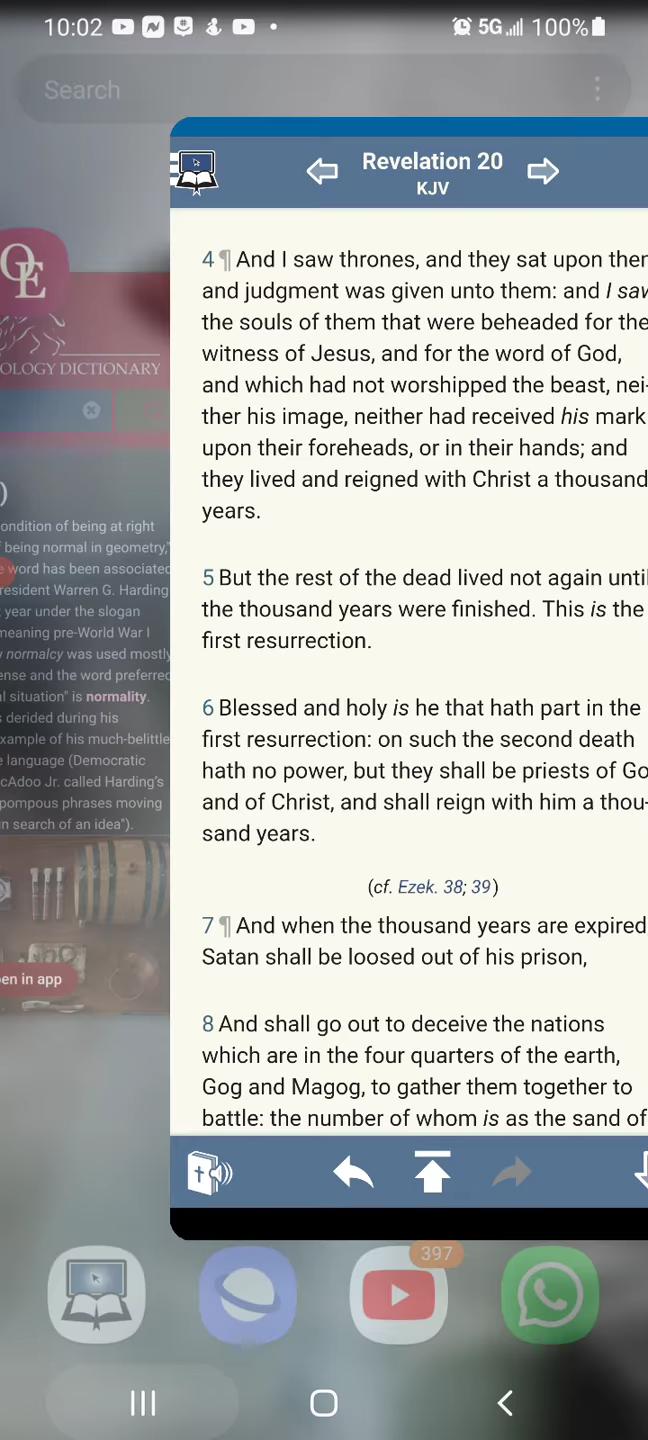 10:02
5G
100%
Search
Revelation 20
KJV
OE
OLOGY DICTIONARY
)
ondition of being at right
being normal in geometry,"
word has been associated
resident Warren G. Harding
year under the slogan
meaning pre-World War I
normalcy was used mostly
ense and the word preferred
al situation" is normality.
s derided during his
xample of his much-belittle
e language (Democratic
cAdoo Jr. called Harding's
pompous phrases moving
n search of an idea").
en in app
4 ¶ And I saw thrones, and they sat upon ther
and judgment was given unto them: and I saw
the souls of them that were beheaded for the
witness of Jesus, and for the word of God,
and which had not worshipped the beast, nei-
ther his image, neither had received his mark
upon their foreheads, or in their hands; and
they lived and reigned with Christ a thousand
years.
5 But the rest of the dead lived not again until
the thousand years were finished. This is the
first resurrection.
6 Blessed and holy is he that hath part in the
first resurrection: on such the second death
hath no power, but they shall be priests of Go
and of Christ, and shall reign with him a thou-
sand years.
(cf. Ezek. 38; 39)
7 ¶ And when the thousand years are expired
Satan shall be loosed out of his prison,
8 And shall go out to deceive the nations
which are in the four quarters of the earth,
Gog and Magog, to gather them together to
battle: the number of whom is as the sand of
397